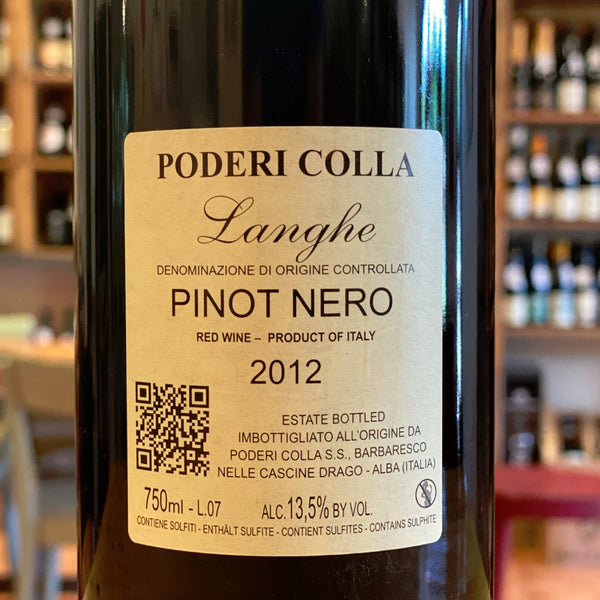 PODERI COLLA
Langhe
DENOMINAZIONE DI ORIGINE CONTROLLATA
PINOT NERO
RED WINE – PRODUCT OF ITALY
2012
ESTATE BOTTLED
IMBOTTIGLIATO ALL'ORIGINE DA
PODERI COLLA S.S., BARBARESCO
NELLE CASCINE DRAGO - ALBA (ITALIA)
750ml - L.07 ALC.13,5% BY VOL.
CONTIENE SOLFITI - ENTHÄLT SULFITE - CONTIENT SULFITES - CONTAINS SULPHITE